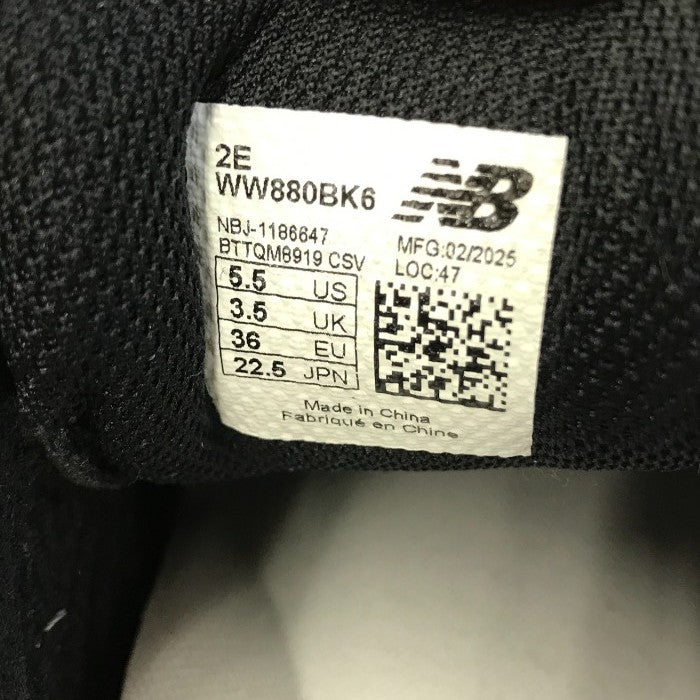 2E
WW880BK6
NB
NBJ-1186647
BTTQM8919 CSV
MFG:02/2025
LOC:47
5.5 US
3.5 UK
36 EU
22.5 JPN
Made in China
Fabriqué en Chine